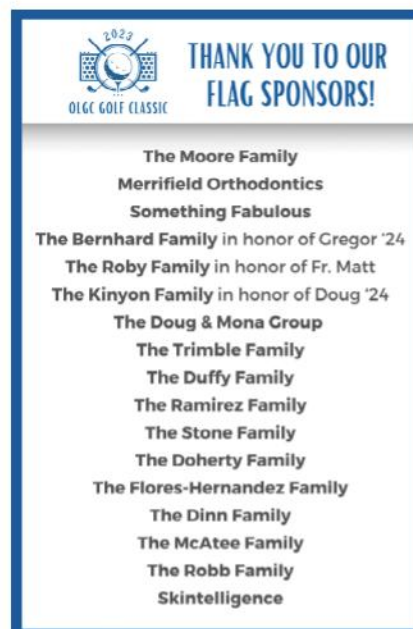 2023
OLGC GOLF CLASSIC
THANK YOU TO OUR
FLAG SPONSORS!
The Moore Family
Merrifield Orthodontics
Something Fabulous
The Bernhard Family in honor of Gregor '24
The Roby Family in honor of Fr. Matt
The Kinyon Family in honor of Doug '24
The Doug & Mona Group
The Trimble Family
The Duffy Family
The Ramirez Family
The Stone Family
The Doherty Family
The Flores-Hernandez Family
The Dinn Family
The McAtee Family
The Robb Family
Skintelligence